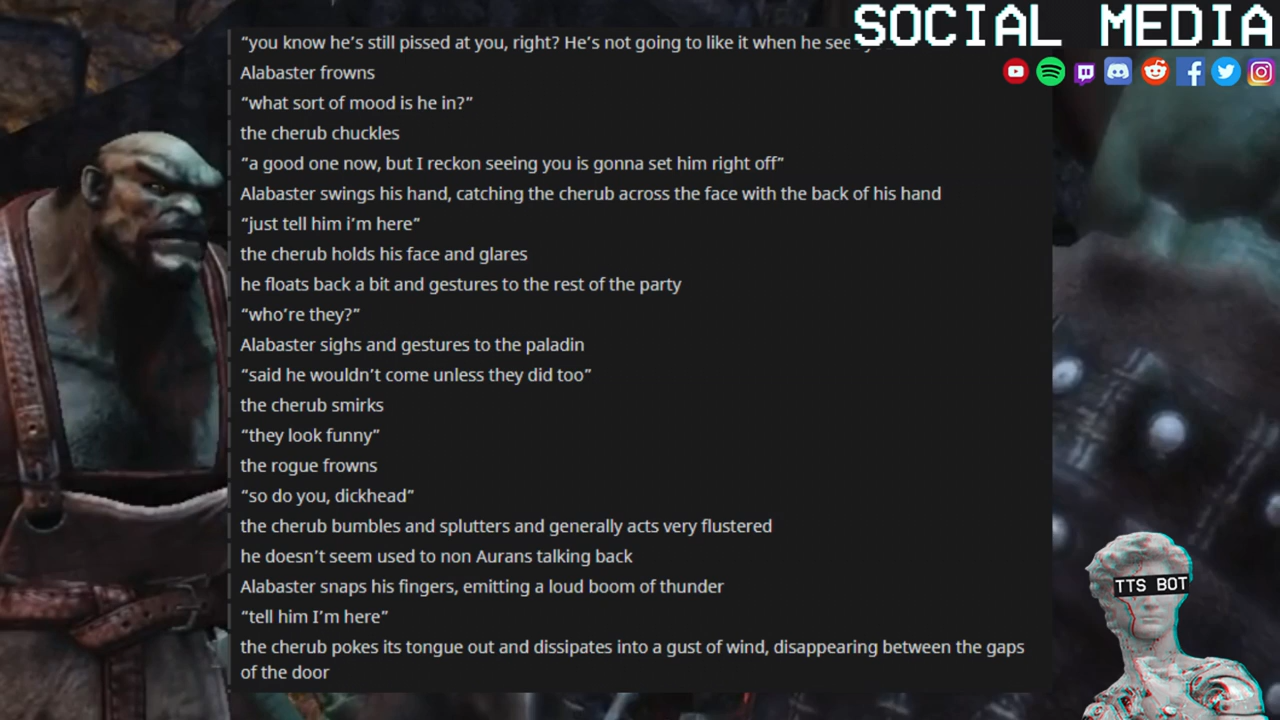 SOCIAL MEDIA
“you know he’s still pissed at you, right? He’s not going to like it when he
Alabaster frowns
“what sort of mood is he in?”
the cherub chuckles
“a good one now, but I reckon seeing you is gonna set him right off”
Alabaster swings his hand, catching the cherub across the face with the back of his hand
“just tell him i’m here”
the cherub holds his face and glares
he floats back a bit and gestures to the rest of the party
“who’re they?”
Alabaster sighs and gestures to the paladin
“said he wouldn’t come unless they did too”
the cherub smirks
“they look funny”
the rogue frowns
“so do you, dickhead”
the cherub bumbles and splutters and generally acts very flustered
he doesn’t seem used to non Aurans talking back
Alabaster snaps his fingers, emitting a loud boom of thunder
“tell him I’m here”
the cherub pokes its tongue out and dissipates into a gust of wind, disappearing between the gaps
of the door
TTS BOT